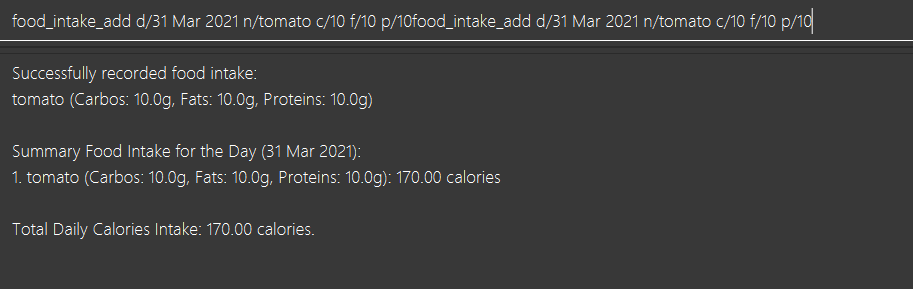 food_intake_add d/31 Mar 2021 n/tomato c/10 f/10 p/10food_intake_add d/31 Mar 2021 n/tomato c/10 f/10 p/10
Successfully recorded food intake:
tomato (Carbos: 10.0g, Fats: 10.0g, Proteins: 10.0g)
Summary Food Intake for the Day (31 Mar 2021):
1. tomato (Carbos: 10.0g, Fats: 10.0g, Proteins: 10.0g): 170.00 calories
Total Daily Calories Intake: 170.00 calories.